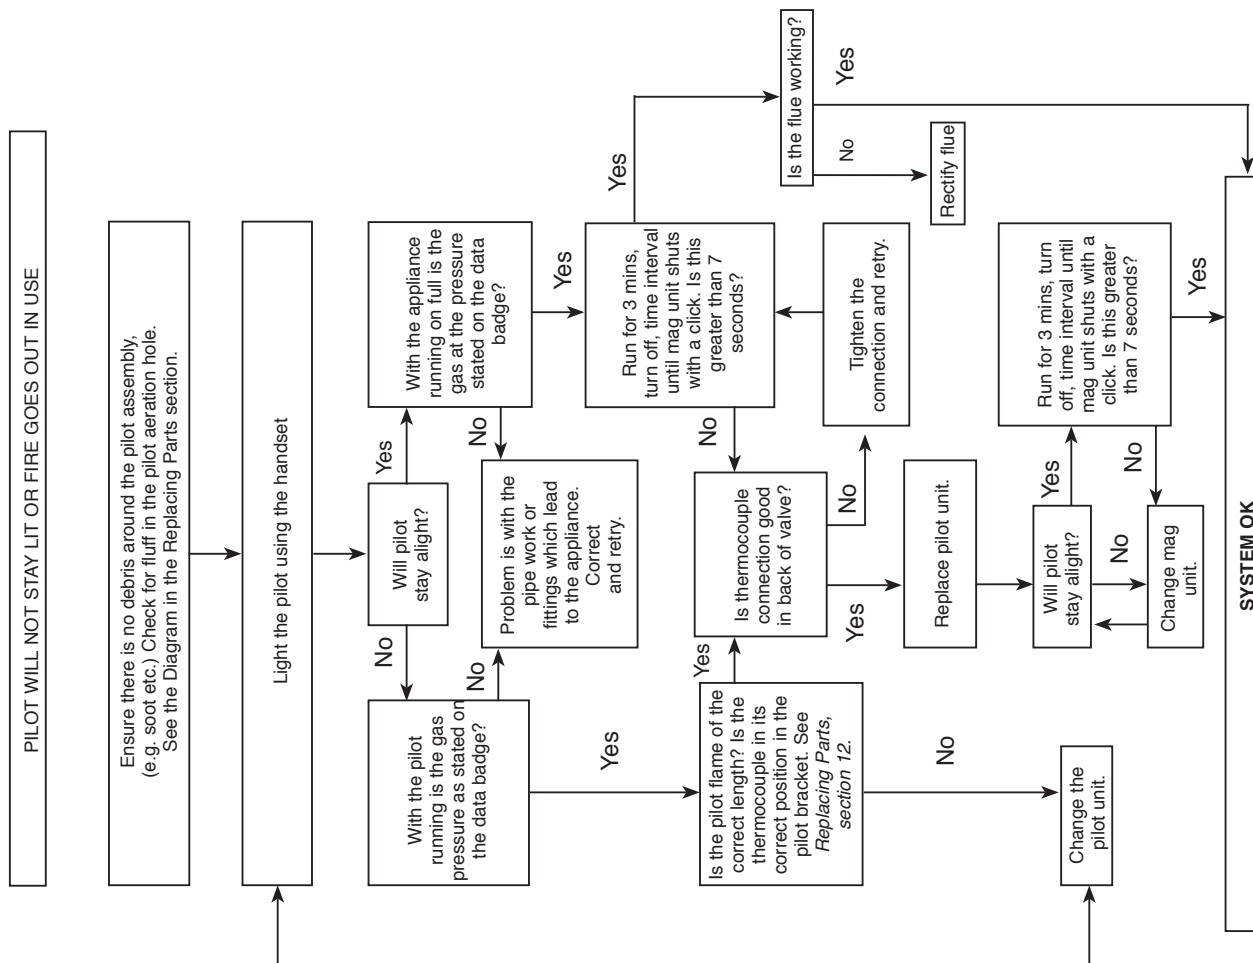 PILOT WILL NOT STAY LIT OR FIRE GOES OUT IN USE
Ensure there is no debris around the pilot assembly,
(e.g. soot etc.) Check for fluff in the pilot aeration hole.
See the Diagram in the Replacing Parts section.
Light the pilot using the handset
Will pilot
stay alight?
No
Yes
With the pilot
running is the gas
pressure as stated on
the data badge?
No
Yes
Problem is with the
pipe work or
fittings which lead
to the appliance.
Correct
and retry.
With the appliance
running on full is the
gas at the pressure
stated on the data
badge?
No
Yes
Is the pilot flame of the
correct length? Is the
thermocouple in its
correct position in the
pilot bracket. See
Replacing Parts,
section 12.
Yes
No
Is thermocouple
connection good
in back of valve?
Yes
No
Run for 3 mins,
turn off, time interval
until mag unit shuts
with a click. Is this
greater than 7
seconds?
No
Yes
Is the flue working?
No
Yes
Rectify flue
Tighten the
connection and retry.
Replace pilot unit.
Will pilot
stay alight?
Yes
No
Change mag
unit.
Run for 3 mins, turn
off, time interval until
mag unit shuts with a
click. Is this greater
than 7 seconds?
No
Yes
Change the
pilot unit.
SYSTEM OK